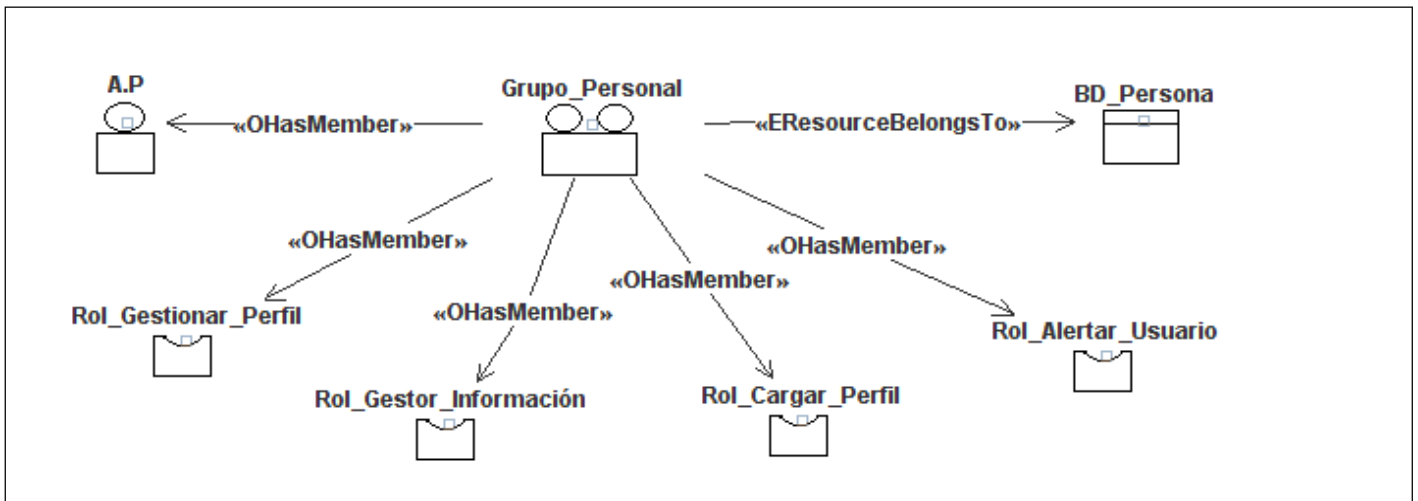 A.P
Grupo_Personal
BD_Persona
«OHasMember»
«EResourceBelongsTo»
«OHasMember»
«OHasMember»
«OHasMember»
«OHasMember»
Rol_Gestionar_Perfil
Rol_Alertar_Usuario
Rol_Gestor_Información
Rol_Cargar_Perfil